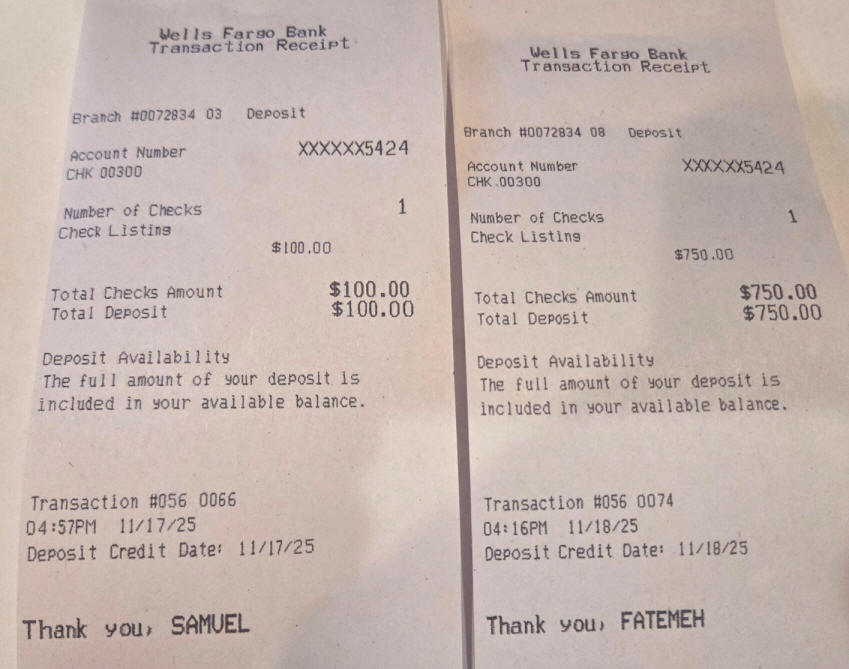 Wells Fargo Bank
Transaction Receipt
Branch #0072834 03 Deposit
Account Number XXXXXX5424
CHK 00300
Number of Checks 1
Check Listing
$100.00
Total Checks Amount $100.00
Total Deposit $100.00
Deposit Availability
The full amount of your deposit is
included in your available balance.
Transaction #056 0066
04:57PM 11/17/25
Deposit Credit Date: 11/17/25
Thank you, SAMUEL
Wells Fargo Bank
Transaction Receipt
Branch #0072834 08 Deposit
Account Number XXXXXX5424
CHK 00300
Number of Checks 1
Check Listing
$750.00
Total Checks Amount $750.00
Total Deposit $750.00
Deposit Availability
The full amount of your deposit is
included in your available balance.
Transaction #056 0074
04:16PM 11/18/25
Deposit Credit Date: 11/18/25
Thank you, FATEMEH